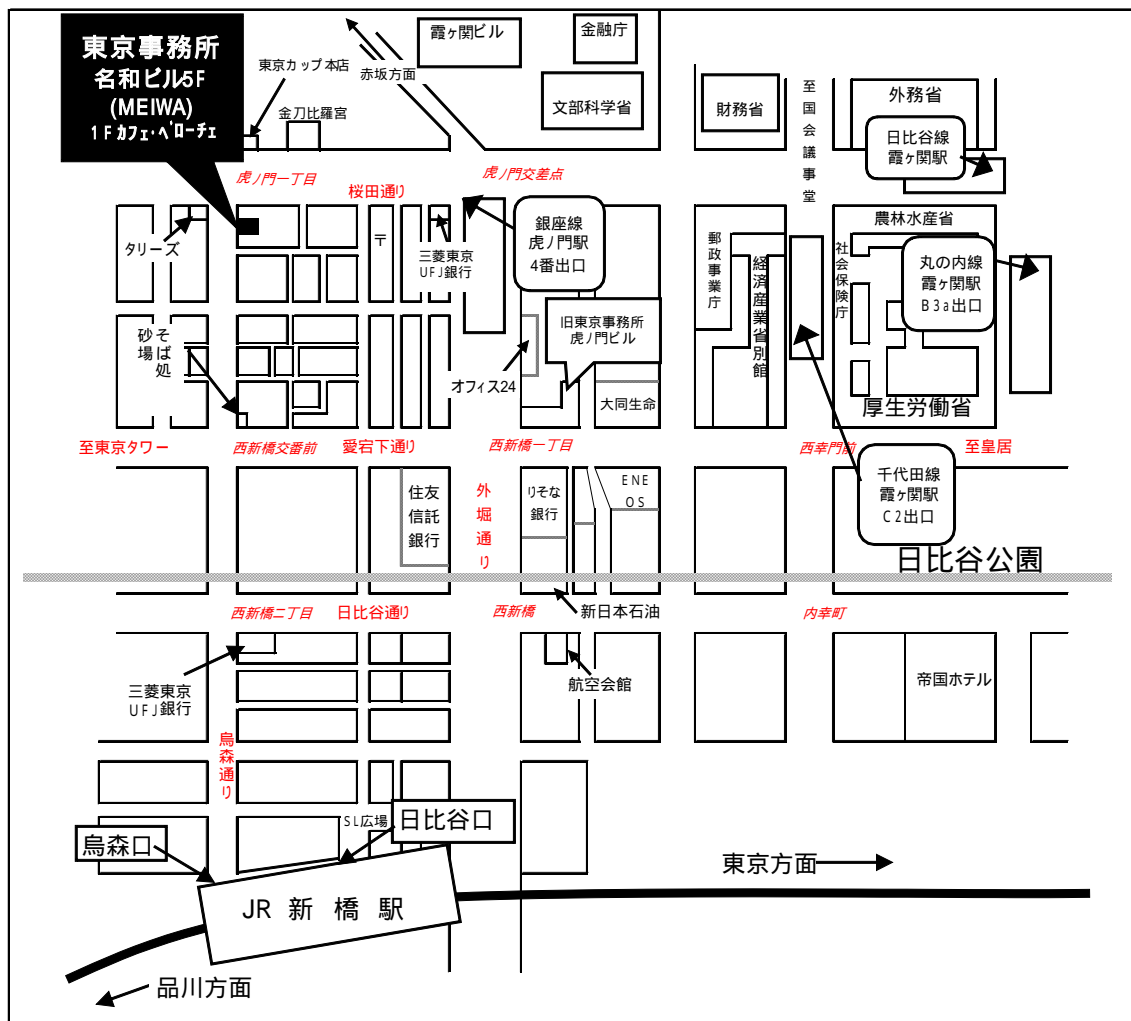 東京事務所
名和ビル5F
(MEIWA)
1Fカフェ・ベローチェ
東京カップ本店
金刀比羅宮
赤坂方面
霞ヶ関ビル
金融庁
文部科学省
財務省
至国会議事堂
外務省
日比谷線
霞ヶ関駅
虎ノ門一丁目
桜田通り
虎ノ門交差点
タリーズ
〒
三菱東京
UFJ銀行
銀座線
虎ノ門駅
4番出口
郵政事業庁
経済産業省別館
社会保険庁
農林水産省
丸の内線
霞ヶ関駅
B3a出口
旧東京事務所
虎ノ門ビル
そば処
砂場
オフィス24
大同生命
厚生労働省
至東京タワー
西新橋交番前
愛宕下通り
西新橋一丁目
西幸門前
至皇居
住友
信託
銀行
外堀通り
りそな
銀行
ENE
OS
千代田線
霞ヶ関駅
C2出口
日比谷公園
西新橋二丁目
日比谷通り
西新橋
新日本石油
内幸町
三菱東京
UFJ銀行
航空会館
帝国ホテル
烏森通り
SL広場
日比谷口
烏森口
JR 新橋駅
東京方面
品川方面